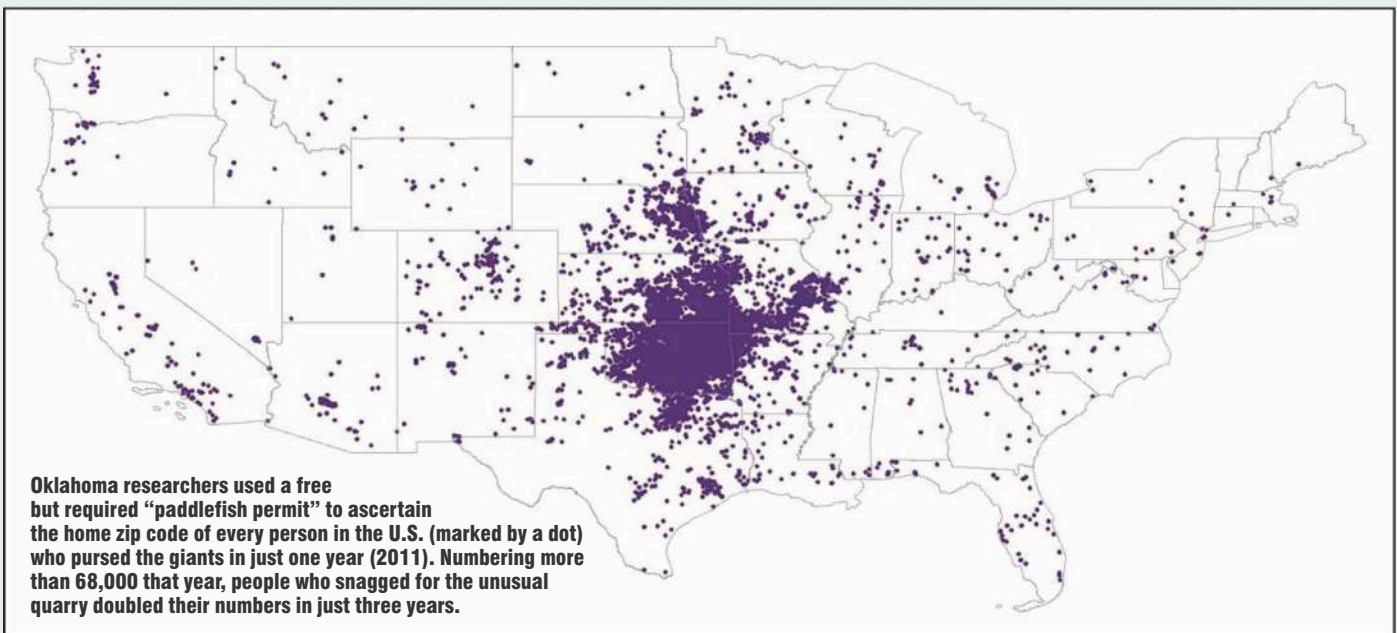 Oklahoma researchers used a free
but required “paddlefish permit” to ascertain
the home zip code of every person in the U.S. (marked by a dot)
who pursed the giants in just one year (2011). Numbering more
than 68,000 that year, people who snagged for the unusual
quarry doubled their numbers in just three years.